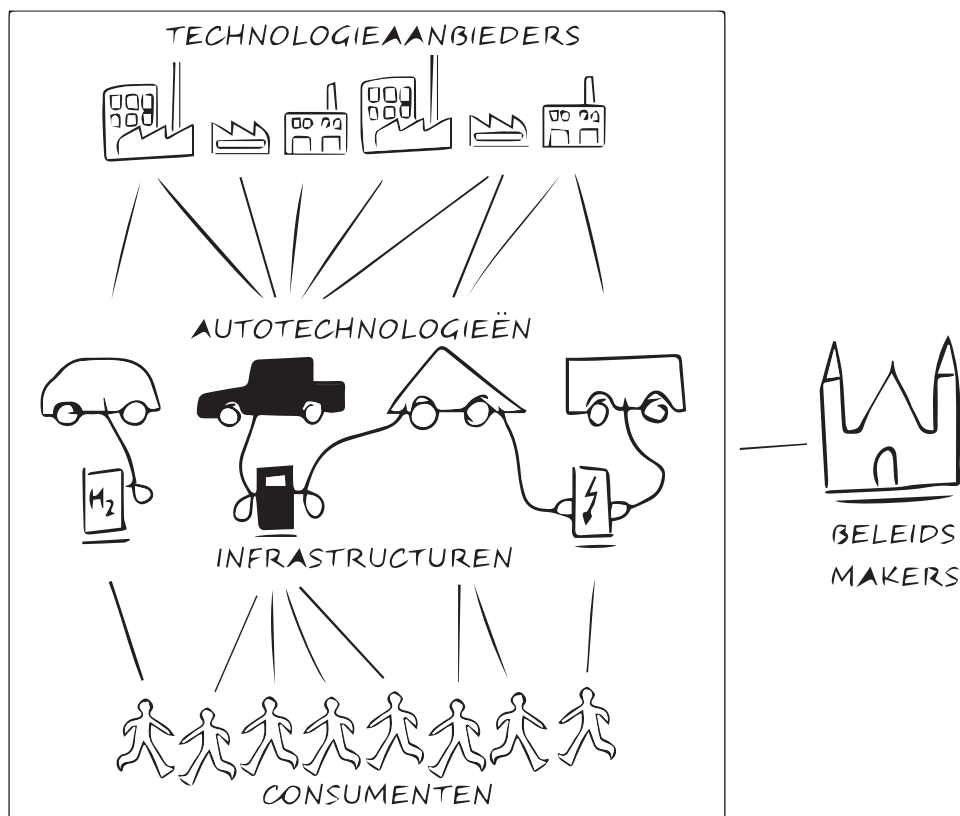 TECHNOLOGIEAANBIEDERS
AUTOTECHNOLOGIEËN
H2
INFRASTRUCTUREN
BELEIDS
MAKERS
CONSUMENTEN